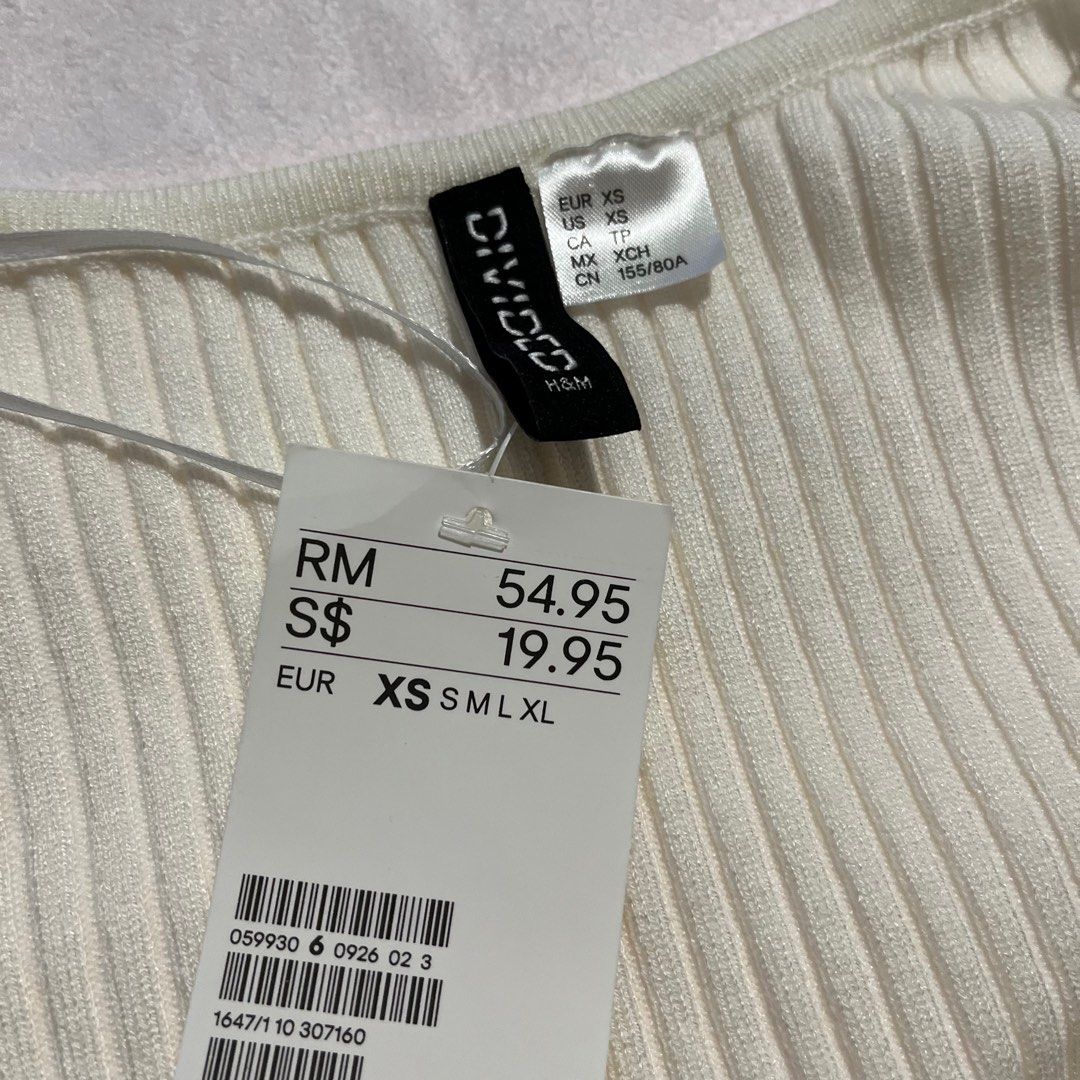 DIVIDED
H&M
EUR XS
US XS
CA TP
MX XCH
CN 155/80A
RM 54.95
S$ 19.95
EUR XS S M L XL
059930 6 0926 02 3
1647/1 10 307160